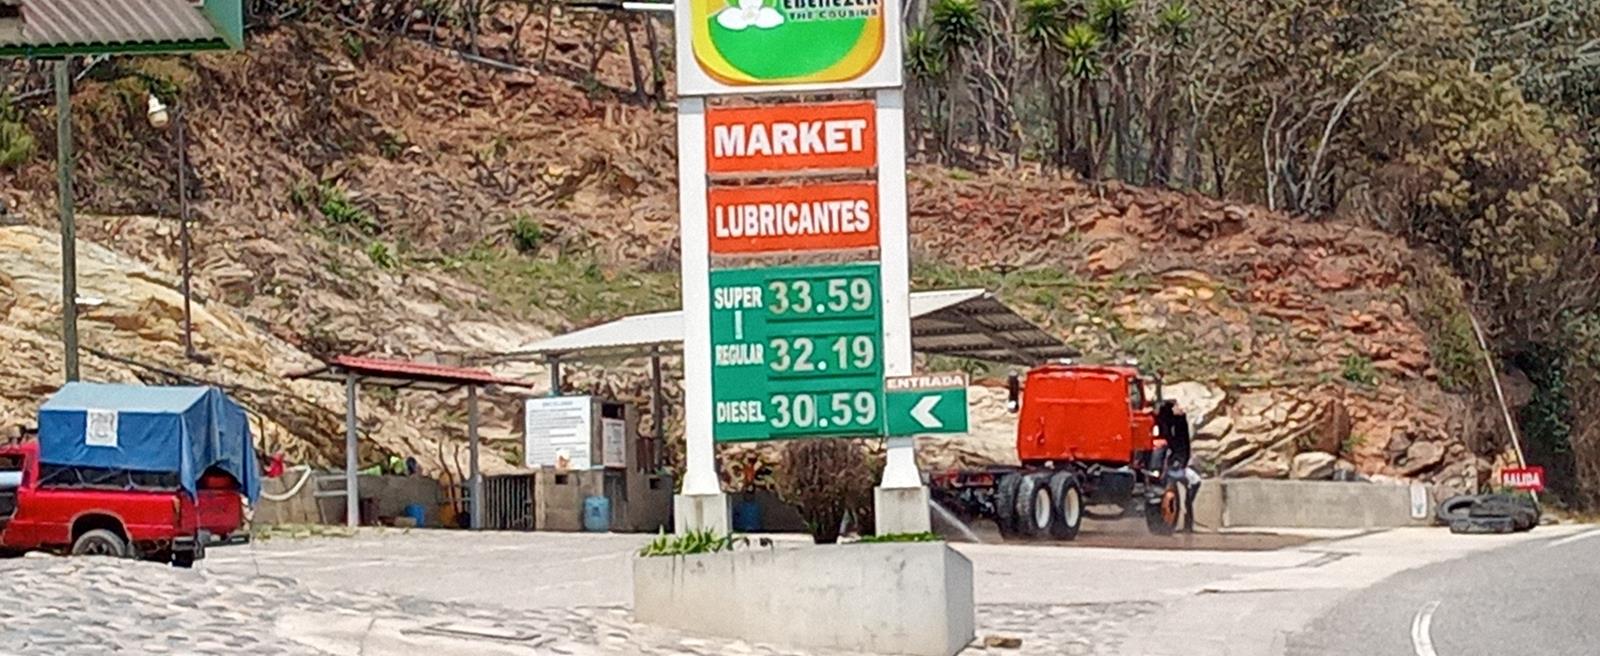 EBENEZER
THE COUSINS
MARKET
LUBRICANTES
SUPER 33.59
REGULAR 32.19
DIESEL 30.59
ENTRADA
SALIDA